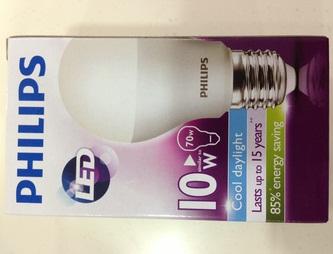 PHILIPS
LED
PHILIPS
10W
70W
Cool daylight
Lasts up to 15 years
85% energy saving